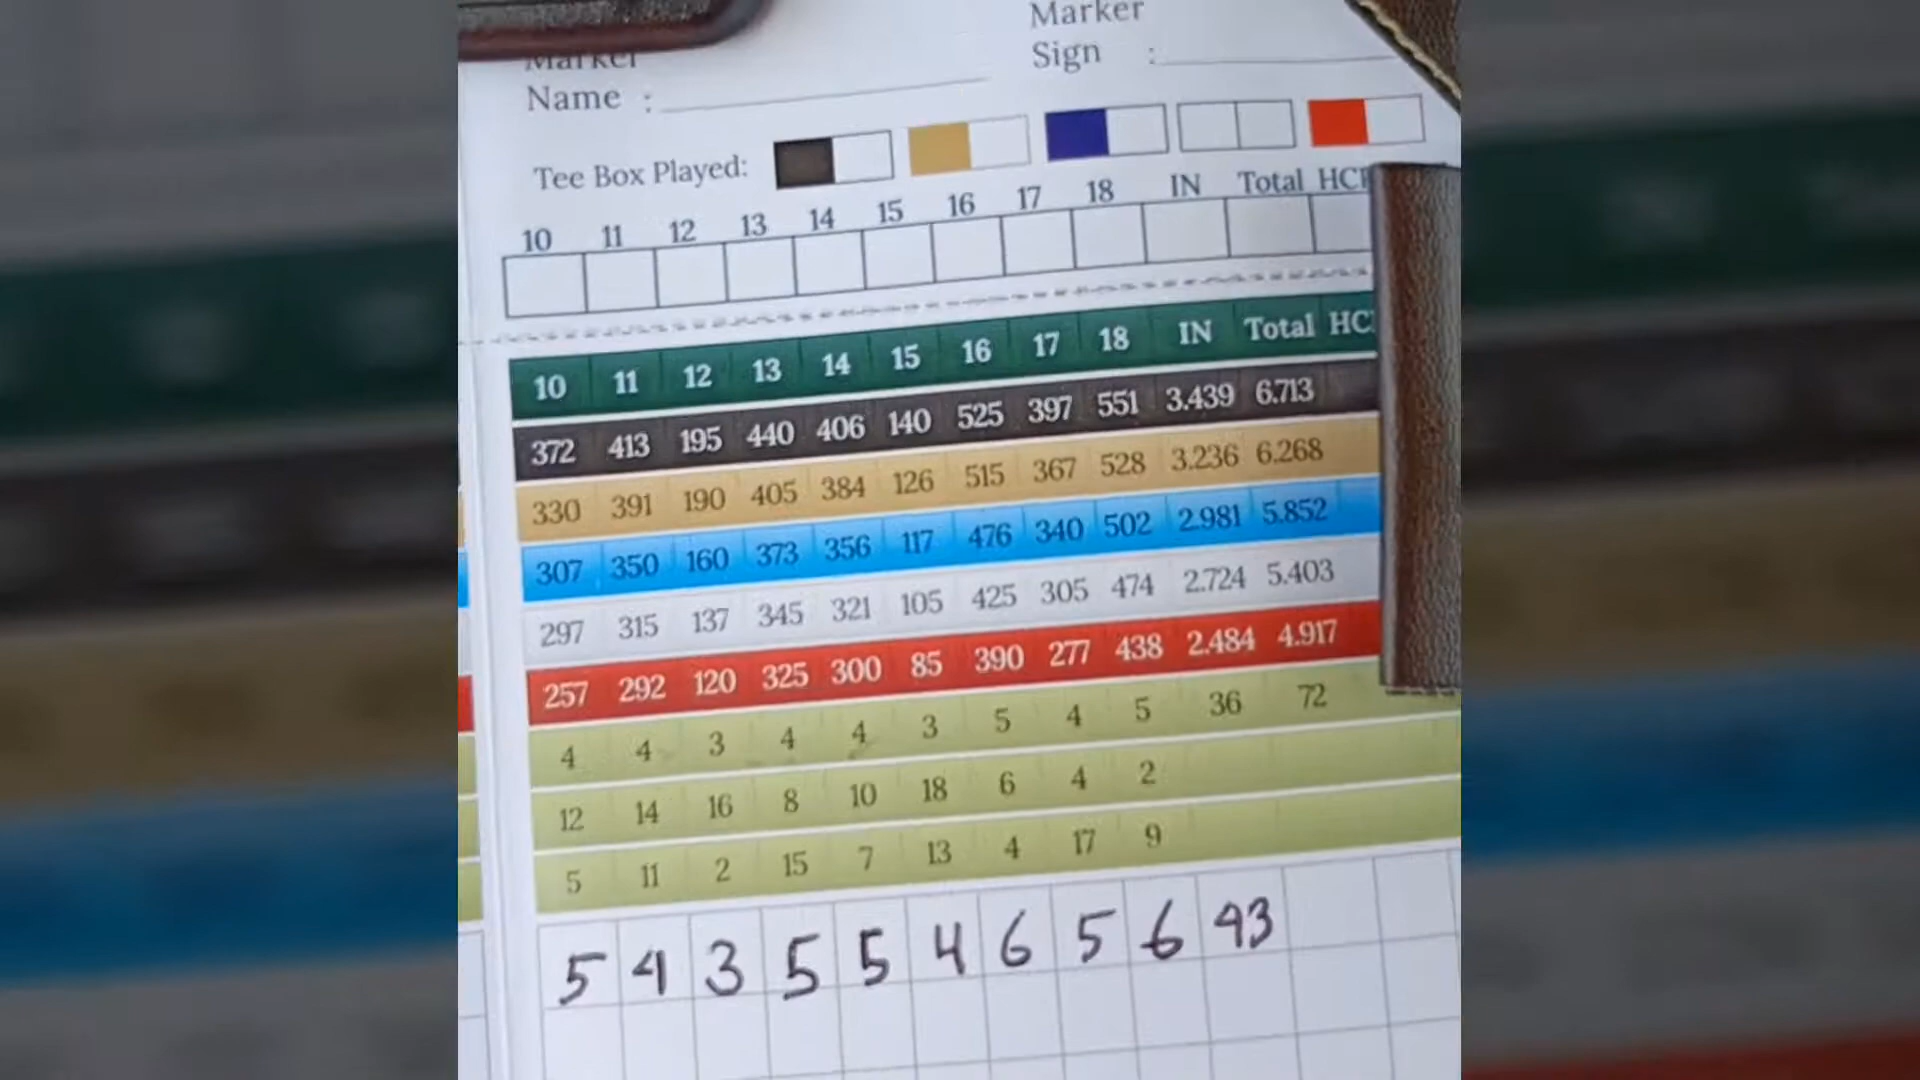 Marker
Marker
Sign :
Name :
Tee Box Played:
10 11 12 13 14 15 16 17 18 IN Total
10 11 12 13 14 15 16 17 18 IN Total
372 413 195 440 406 140 525 397 551 3.439 6.713
330 391 190 405 384 126 515 367 528 3.236 6.268
307 350 160 373 356 117 476 340 502 2.981 5.852
297 315 137 345 321 105 425 305 474 2.724 5.403
257 292 120 325 300 85 390 277 438 2.484 4.917
4 4 3 4 4 3 5 4 5 36 72
12 14 16 8 10 18 6 4 2
5 11 2 15 7 13 4 17 9
5 4 3 5 5 4 6 5 6 43